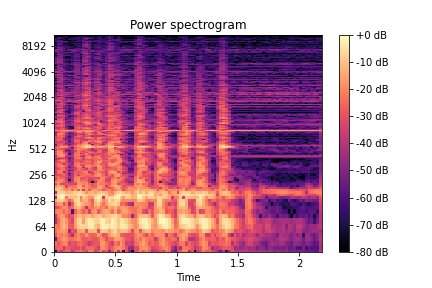 Power spectrogram
8192
4096
2048
1024
512
256
128
64
0
Hz
0
0.5
1
1.5
2
Time
+0 dB
-10 dB
-20 dB
-30 dB
-40 dB
-50 dB
-60 dB
-70 dB
-80 dB